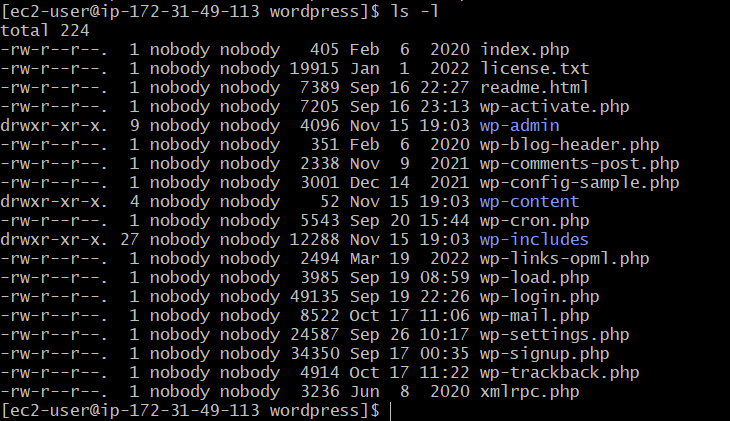 [ec2-user@ip-172-31-49-113 wordpress]$ ls -l
total 224
-rw-r--r--.  1 nobody nobody   405 Feb  6  2020 index.php
-rw-r--r--.  1 nobody nobody 19915 Jan  1  2022 license.txt
-rw-r--r--.  1 nobody nobody  7389 Sep 16 22:27 readme.html
-rw-r--r--.  1 nobody nobody  7205 Sep 16 23:13 wp-activate.php
drwxr-xr-x.  9 nobody nobody  4096 Nov 15 19:03 wp-admin
-rw-r--r--.  1 nobody nobody   351 Feb  6  2020 wp-blog-header.php
-rw-r--r--.  1 nobody nobody  2338 Nov  9  2021 wp-comments-post.php
-rw-r--r--.  1 nobody nobody  3001 Dec 14  2021 wp-config-sample.php
drwxr-xr-x.  4 nobody nobody    52 Nov 15 19:03 wp-content
-rw-r--r--.  1 nobody nobody  5543 Sep 20 15:44 wp-cron.php
drwxr-xr-x. 27 nobody nobody 12288 Nov 15 19:03 wp-includes
-rw-r--r--.  1 nobody nobody  2494 Mar 19  2022 wp-links-opml.php
-rw-r--r--.  1 nobody nobody  3985 Sep 19 08:59 wp-load.php
-rw-r--r--.  1 nobody nobody 49135 Sep 19 22:26 wp-login.php
-rw-r--r--.  1 nobody nobody  8522 Oct 17 11:06 wp-mail.php
-rw-r--r--.  1 nobody nobody 24587 Sep 26 10:17 wp-settings.php
-rw-r--r--.  1 nobody nobody 34350 Sep 17 00:35 wp-signup.php
-rw-r--r--.  1 nobody nobody  4914 Oct 17 11:22 wp-trackback.php
-rw-r--r--.  1 nobody nobody  3236 Jun  8  2020 xmlrpc.php
[ec2-user@ip-172-31-49-113 wordpress]$